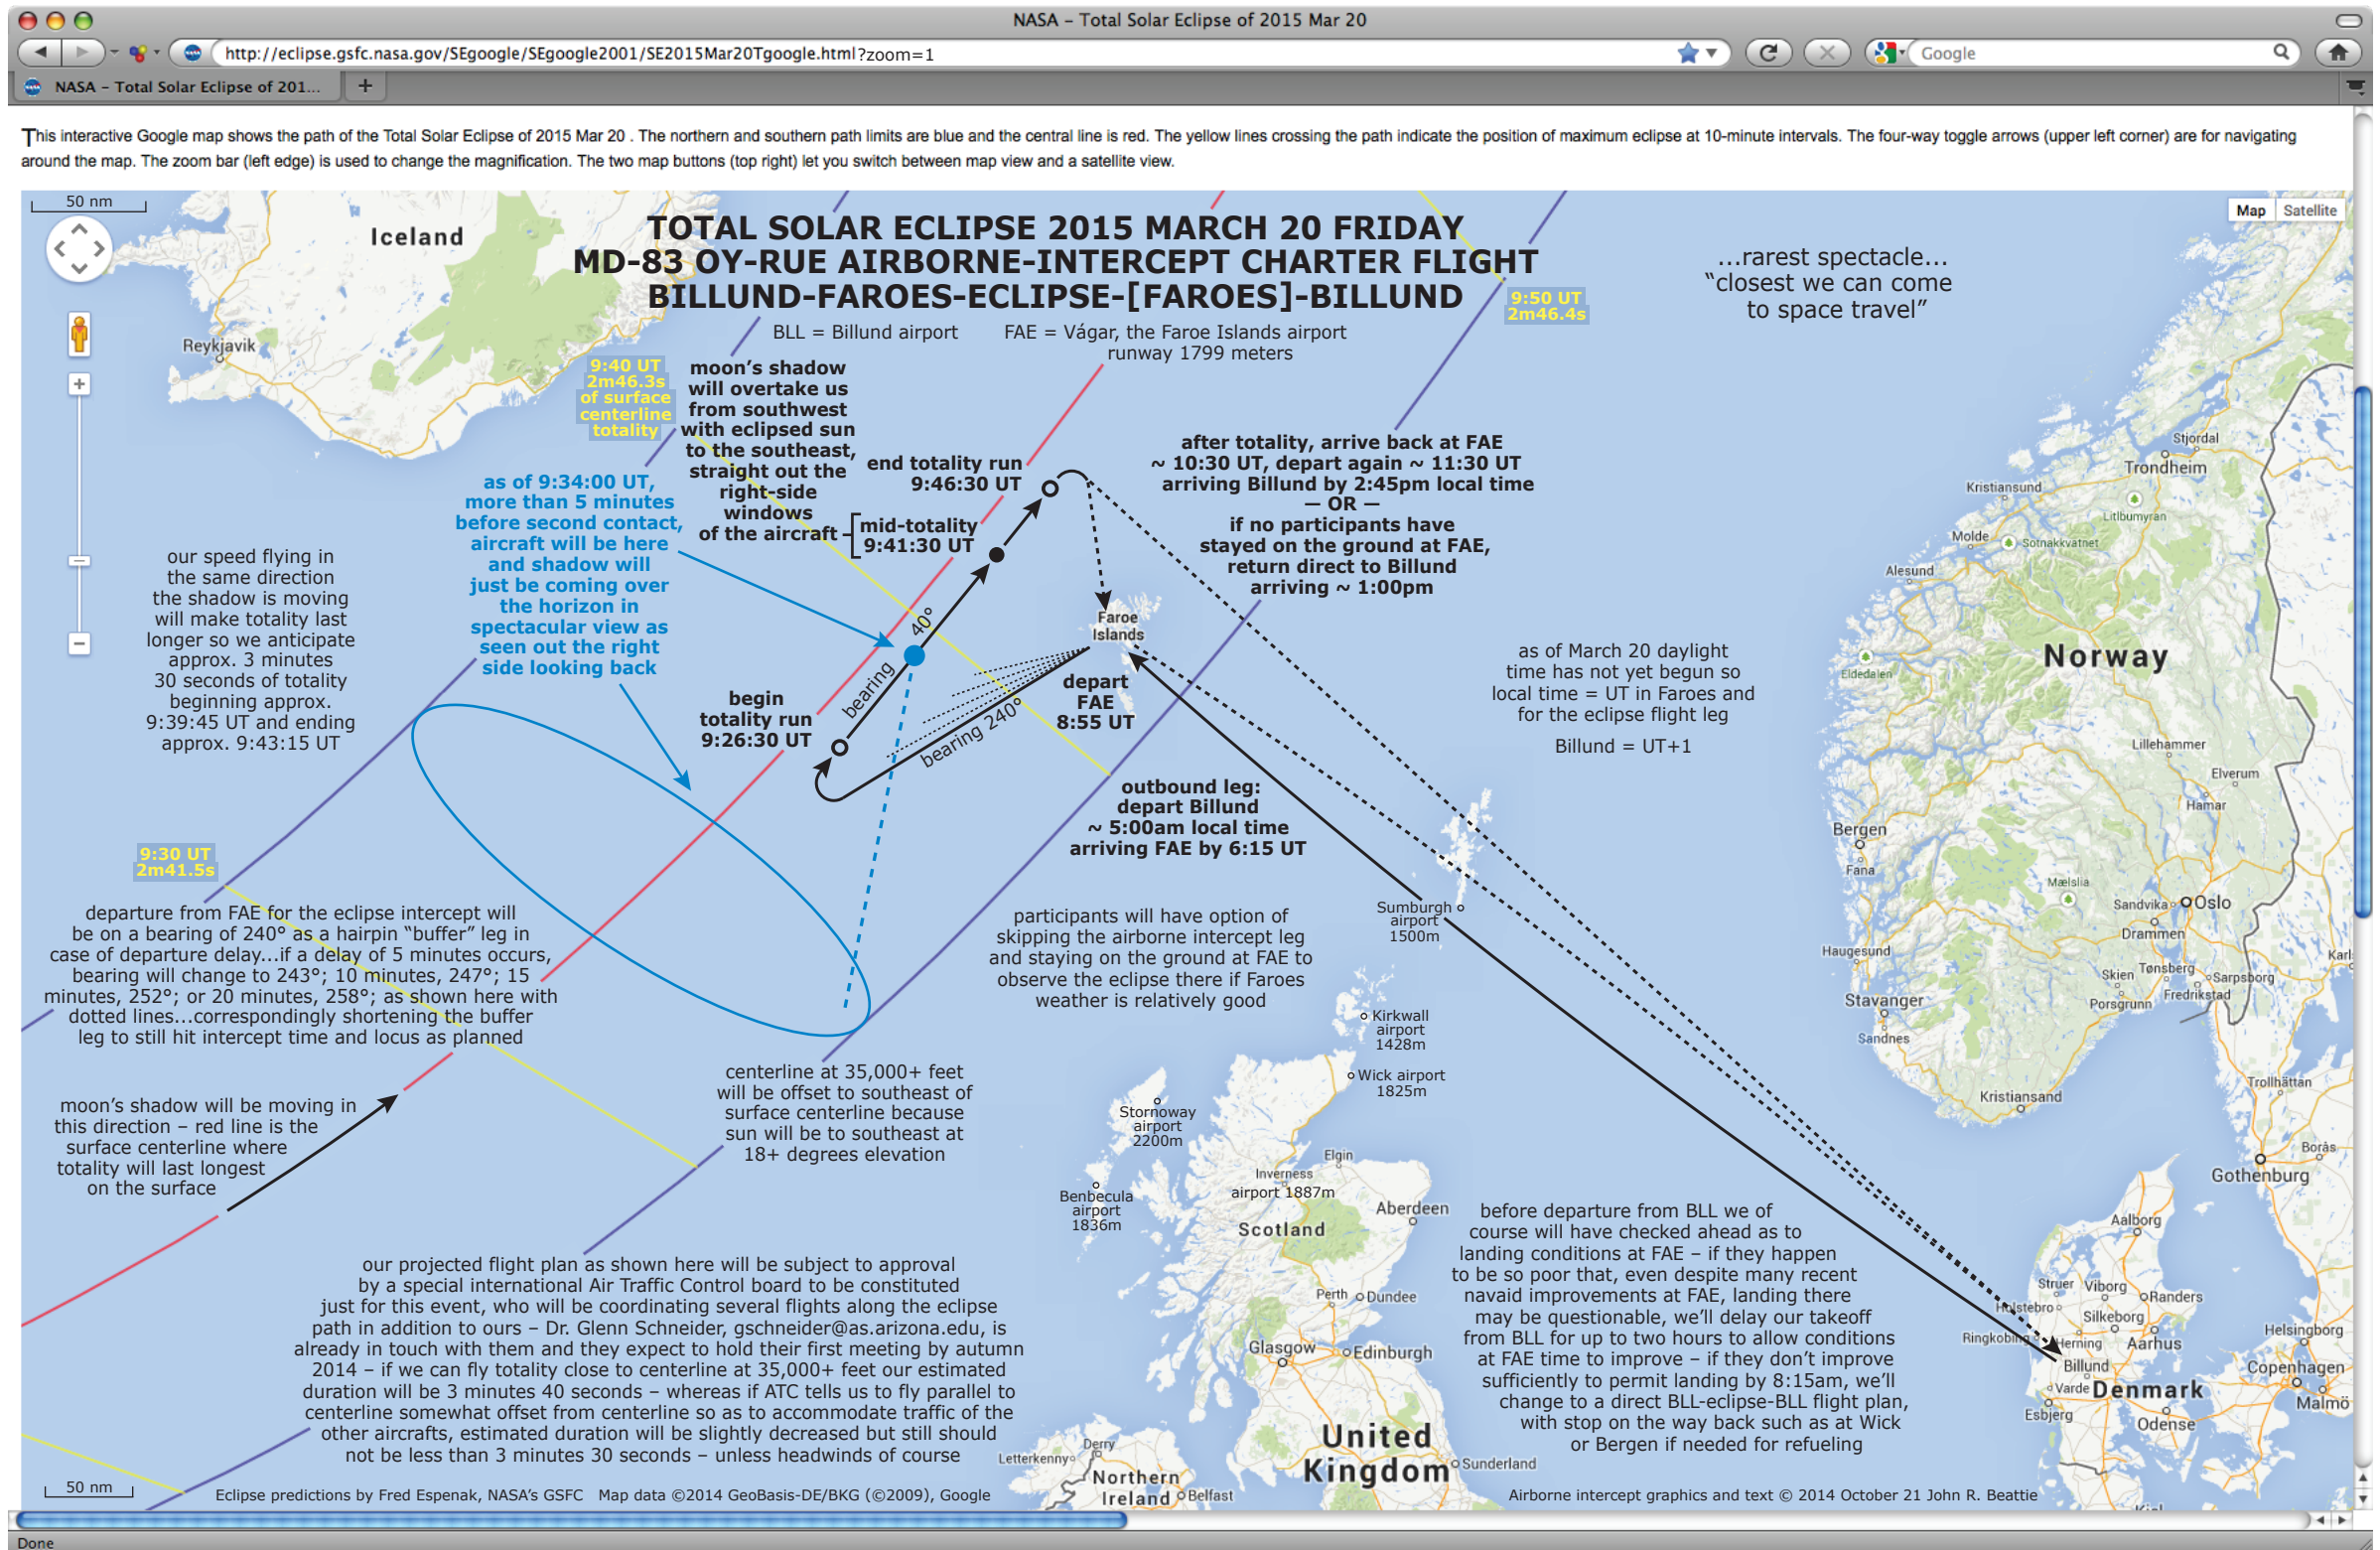 NASA – Total Solar Eclipse of 2015 Mar 20
http://eclipse.gsfc.nasa.gov/SEgoogle/SEgoogle2001/SE2015Mar20Tgoogle.html?zoom=1
Google
NASA – Total Solar Eclipse of 201...
+
This interactive Google map shows the path of the Total Solar Eclipse of 2015 Mar 20 . The northern and southern path limits are blue and the central line is red. The yellow lines crossing the path indicate the position of maximum eclipse at 10-minute intervals. The four-way toggle arrows (upper left corner) are for navigating
around the map. The zoom bar (left edge) is used to change the magnification. The two map buttons (top right) let you switch between map view and a satellite view.
50 nm
Iceland
Reykjavik
TOTAL SOLAR ECLIPSE 2015 MARCH 20 FRIDAY
MD-83 OY-RUE AIRBORNE-INTERCEPT CHARTER FLIGHT
BILLUND-FAROES-ECLIPSE-[FAROES]-BILLUND
BLL = Billund airport
FAE = Vágar, the Faroe Islands airport
runway 1799 meters
Map
Satellite
...rarest spectacle...
“closest we can come
to space travel”
9:50 UT
2m46.4s
9:40 UT
2m46.3s
of surface
centerline
totality
moon’s shadow
will overtake us
from southwest
with eclipsed sun
to the southeast,
straight out the
right-side
windows
of the aircraft
end totality run
9:46:30 UT
mid-totality
9:41:30 UT
after totality, arrive back at FAE
~ 10:30 UT, depart again ~ 11:30 UT
arriving Billund by 2:45pm local time
— OR —
if no participants have
stayed on the ground at FAE,
return direct to Billund
arriving ~ 1:00pm
as of 9:34:00 UT,
more than 5 minutes
before second contact,
aircraft will be here
and shadow will
just be coming over
the horizon in
spectacular view as
seen out the right
side looking back
our speed flying in
the same direction
the shadow is moving
will make totality last
longer so we anticipate
approx. 3 minutes
30 seconds of totality
beginning approx.
9:39:45 UT and ending
approx. 9:43:15 UT
begin
totality run
9:26:30 UT
bearing 40°
bearing 240°
Faroe
Islands
depart
FAE
8:55 UT
outbound leg:
depart Billund
~ 5:00am local time
arriving FAE by 6:15 UT
as of March 20 daylight
time has not yet begun so
local time = UT in Faroes and
for the eclipse flight leg
Billund = UT+1
9:30 UT
2m41.5s
departure from FAE for the eclipse intercept will
be on a bearing of 240° as a hairpin “buffer” leg in
case of departure delay...if a delay of 5 minutes occurs,
bearing will change to 243°; 10 minutes, 247°; 15
minutes, 252°; or 20 minutes, 258°; as shown here with
dotted lines...correspondingly shortening the buffer
leg to still hit intercept time and locus as planned
participants will have option of
skipping the airborne intercept leg
and staying on the ground at FAE to
observe the eclipse there if Faroes
weather is relatively good
moon’s shadow will be moving in
this direction – red line is the
surface centerline where
totality will last longest
on the surface
centerline at 35,000+ feet
will be offset to southeast of
surface centerline because
sun will be to southeast at
18+ degrees elevation
our projected flight plan as shown here will be subject to approval
by a special international Air Traffic Control board to be constituted
just for this event, who will be coordinating several flights along the eclipse
path in addition to ours – Dr. Glenn Schneider, gschneider@as.arizona.edu, is
already in touch with them and they expect to hold their first meeting by autumn
2014 – if we can fly totality close to centerline at 35,000+ feet our estimated
duration will be 3 minutes 40 seconds – whereas if ATC tells us to fly parallel to
centerline somewhat offset from centerline so as to accommodate traffic of the
other aircrafts, estimated duration will be slightly decreased but still should
not be less than 3 minutes 30 seconds – unless headwinds of course
before departure from BLL we of
course will have checked ahead as to
landing conditions at FAE – if they happen
to be so poor that, even despite many recent
navaid improvements at FAE, landing there
may be questionable, we’ll delay our takeoff
from BLL for up to two hours to allow conditions
at FAE time to improve – if they don’t improve
sufficiently to permit landing by 8:15am, we’ll
change to a direct BLL-eclipse-BLL flight plan,
with stop on the way back such as at Wick
or Bergen if needed for refueling
Sumburgh
airport
1500m
Kirkwall
airport
1428m
Wick airport
1825m
Stornoway
airport
2200m
Benbecula
airport
1836m
Elgin
Inverness
airport 1887m
Aberdeen
Scotland
Perth
Dundee
Glasgow
Edinburgh
United
Kingdom
Sunderland
Derry
Letterkenny
Northern
Ireland
Belfast
Stjordal
Trondheim
Kristiansund
Litlbumyran
Molde
Sotnakkvatnet
Alesund
Norway
Eldedalen
Lillehammer
Elverum
Hamar
Bergen
Fana
Mælslia
Sandvika
Oslo
Drammen
Haugesund
Skien
Tønsberg
Sarpsborg
Karl
Porsgrunn
Fredrikstad
Stavanger
Sandnes
Kristiansand
Trollhättan
Borås
Gothenburg
Aalborg
Struer
Viborg
Randers
Holstebro
Silkeborg
Ringkobing
Herning
Aarhus
Helsingborg
Billund
Copenhagen
Varde
Denmark
Malmö
Esbjerg
Odense
Kiel
50 nm
Eclipse predictions by Fred Espenak, NASA’s GSFC
Map data ©2014 GeoBasis-DE/BKG (©2009), Google
Airborne intercept graphics and text © 2014 October 21 John R. Beattie
Done